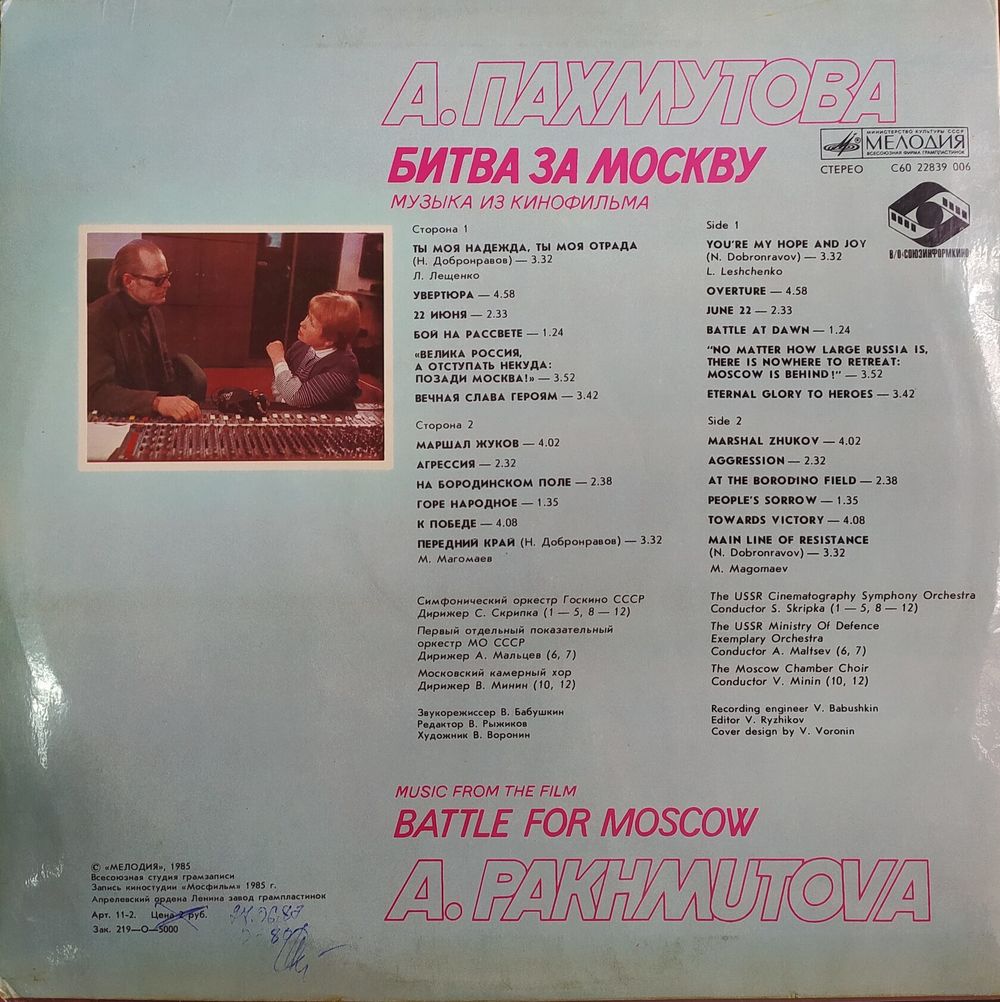 А. ПАХМУТОВА
БИТВА ЗА МОСКВУ
МУЗЫКА ИЗ КИНОФИЛЬМА
МИНИСТЕРСТВО КУЛЬТУРЫ СССР
МЕЛОДИЯ
ВСЕСОЮЗНАЯ ФИРМА ГРАМПЛАСТИНОК
СТЕРЕО С60 22839 006
В/О·СОЮЗИНФОРМКИНО
Сторона 1
ТЫ МОЯ НАДЕЖДА, ТЫ МОЯ ОТРАДА
(Н. Добронравов) — 3.32
Л. Лещенко
УВЕРТЮРА — 4.58
22 ИЮНЯ — 2.33
БОЙ НА РАССВЕТЕ — 1.24
«ВЕЛИКА РОССИЯ,
А ОТСТУПАТЬ НЕКУДА:
ПОЗАДИ МОСКВА!» — 3.52
ВЕЧНАЯ СЛАВА ГЕРОЯМ — 3.42
Сторона 2
МАРШАЛ ЖУКОВ — 4.02
АГРЕССИЯ — 2.32
НА БОРОДИНСКОМ ПОЛЕ — 2.38
ГОРЕ НАРОДНОЕ — 1.35
К ПОБЕДЕ — 4.08
ПЕРЕДНИЙ КРАЙ (Н. Добронравов) — 3.32
М. Магомаев
Симфонический оркестр Госкино СССР
Дирижер С. Скрипка (1 — 5, 8 — 12)
Первый отдельный показательный
оркестр МО СССР
Дирижер А. Мальцев (6, 7)
Московский камерный хор
Дирижер В. Минин (10, 12)
Звукорежиссер В. Бабушкин
Редактор В. Рыжиков
Художник В. Воронин
Side 1
YOU'RE MY HOPE AND JOY
(N. Dobronravov) — 3.32
L. Leshchenko
OVERTURE — 4.58
JUNE 22 — 2.33
BATTLE AT DAWN — 1.24
"NO MATTER HOW LARGE RUSSIA IS,
THERE IS NOWHERE TO RETREAT:
MOSCOW IS BEHIND!" — 3.52
ETERNAL GLORY TO HEROES — 3.42
Side 2
MARSHAL ZHUKOV — 4.02
AGGRESSION — 2.32
AT THE BORODINO FIELD — 2.38
PEOPLE'S SORROW — 1.35
TOWARDS VICTORY — 4.08
MAIN LINE OF RESISTANCE
(N. Dobronravov) — 3.32
M. Magomaev
The USSR Cinematography Symphony Orchestra
Conductor S. Skripka (1 — 5, 8 — 12)
The USSR Ministry Of Defence
Exemplary Orchestra
Conductor A. Maltsev (6, 7)
The Moscow Chamber Choir
Conductor V. Minin (10, 12)
Recording engineer V. Babushkin
Editor V. Ryzhikov
Cover design by V. Voronin
MUSIC FROM THE FILM
BATTLE FOR MOSCOW
A. PAKHMUTOVA
© «МЕЛОДИЯ», 1985
Всесоюзная студия грамзаписи
Запись киностудии «Мосфильм» 1985 г.
Апрелевский ордена Ленина завод грампластинок
Арт. 11-2. Цена 2 руб.
Зак. 219—О—5000